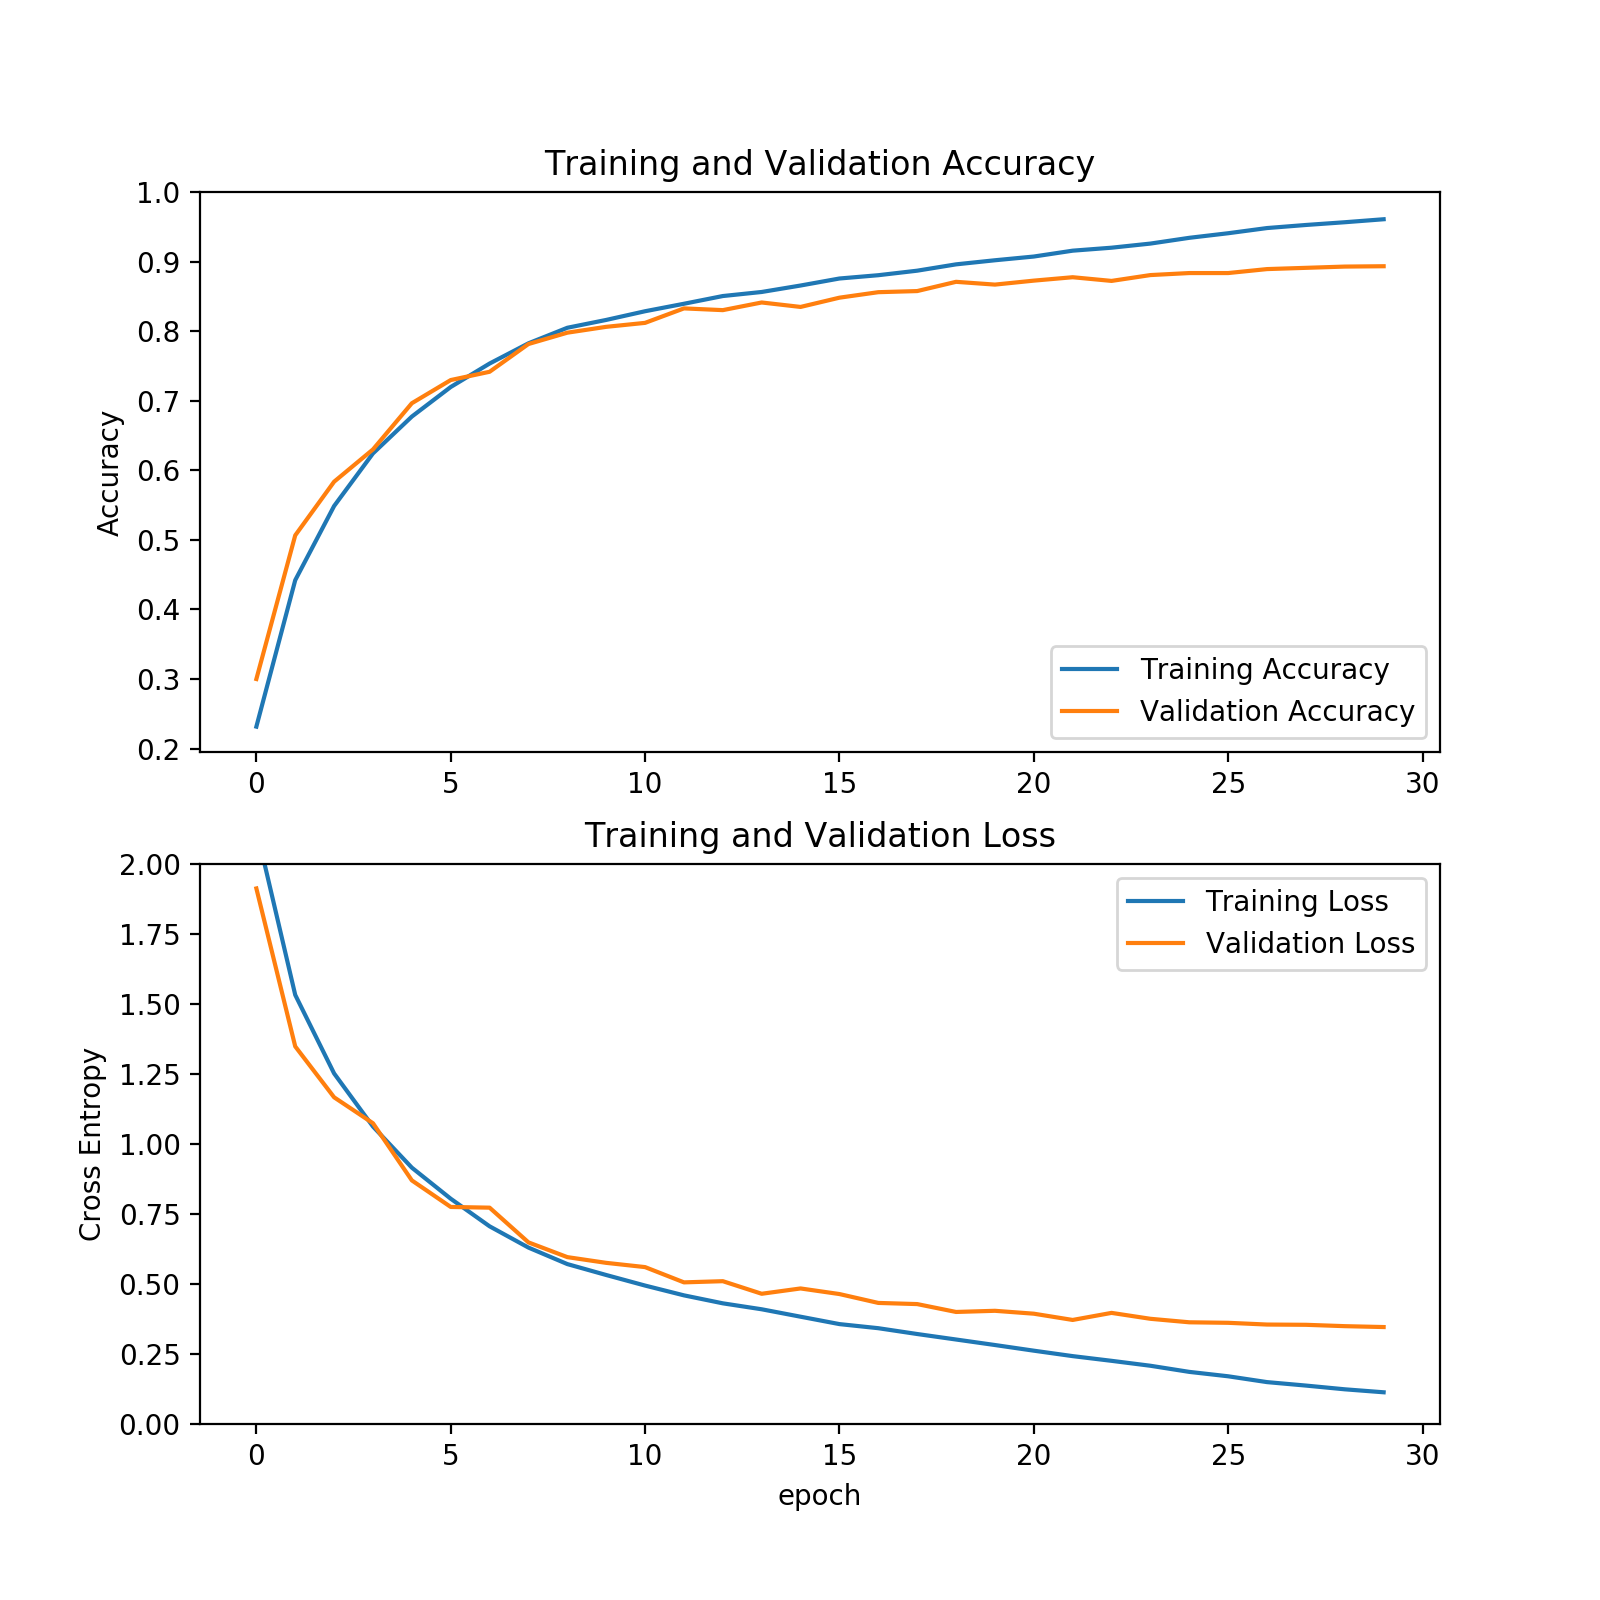 Training and Validation Accuracy
1.0
0.9
0.8
0.7
0.6
0.5
0.4
0.3
0.2
Accuracy
Training Accuracy
Validation Accuracy
0 5 10 15 20 25 30
Training and Validation Loss
2.00
1.75
1.50
1.25
1.00
0.75
0.50
0.25
0.00
Cross Entropy
Training Loss
Validation Loss
0 5 10 15 20 25 30
epoch